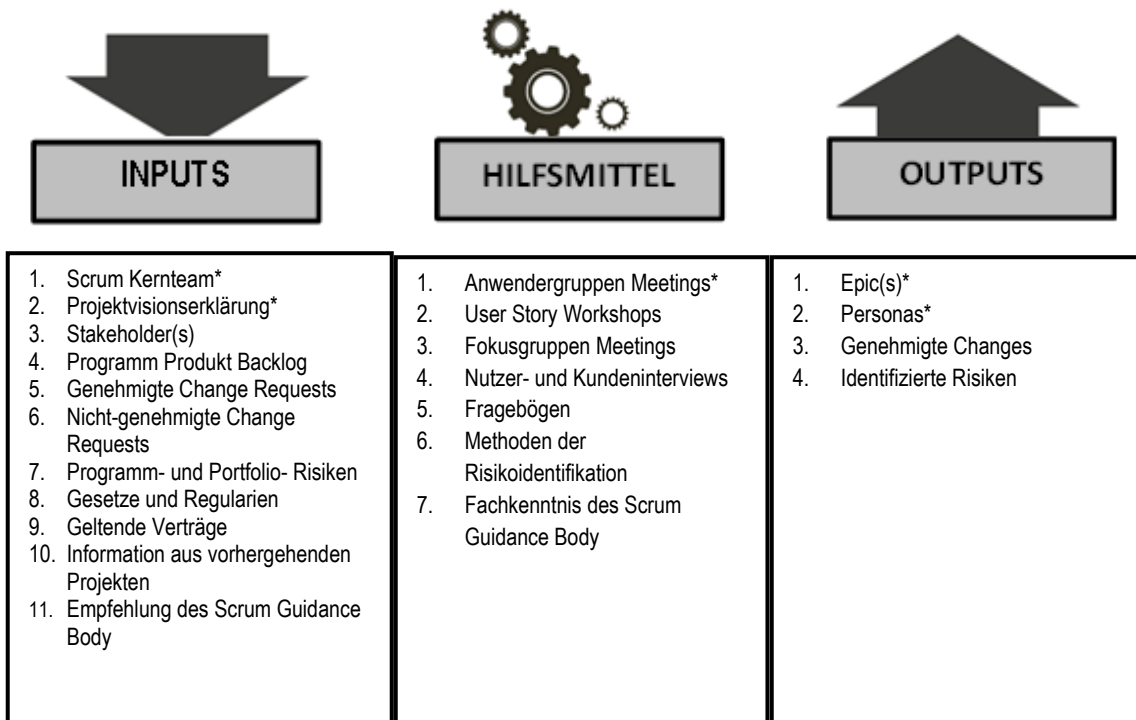 INPUTS
HILFSMITTEL
OUTPUTS
1. Scrum Kernteam*
2. Projektvisionserklärung*
3. Stakeholder(s)
4. Programm Produkt Backlog
5. Genehmigte Change Requests
6. Nicht-genehmigte Change
Requests
7. Programm- und Portfolio- Risiken
8. Gesetze und Regularien
9. Geltende Verträge
10. Information aus vorhergehenden
Projekten
11. Empfehlung des Scrum Guidance
Body
1. Anwendergruppen Meetings*
2. User Story Workshops
3. Fokusgruppen Meetings
4. Nutzer- und Kundeninterviews
5. Fragebögen
6. Methoden der
Risikoidentifikation
7. Fachkenntnis des Scrum
Guidance Body
1. Epic(s)*
2. Personas*
3. Genehmigte Changes
4. Identifizierte Risiken